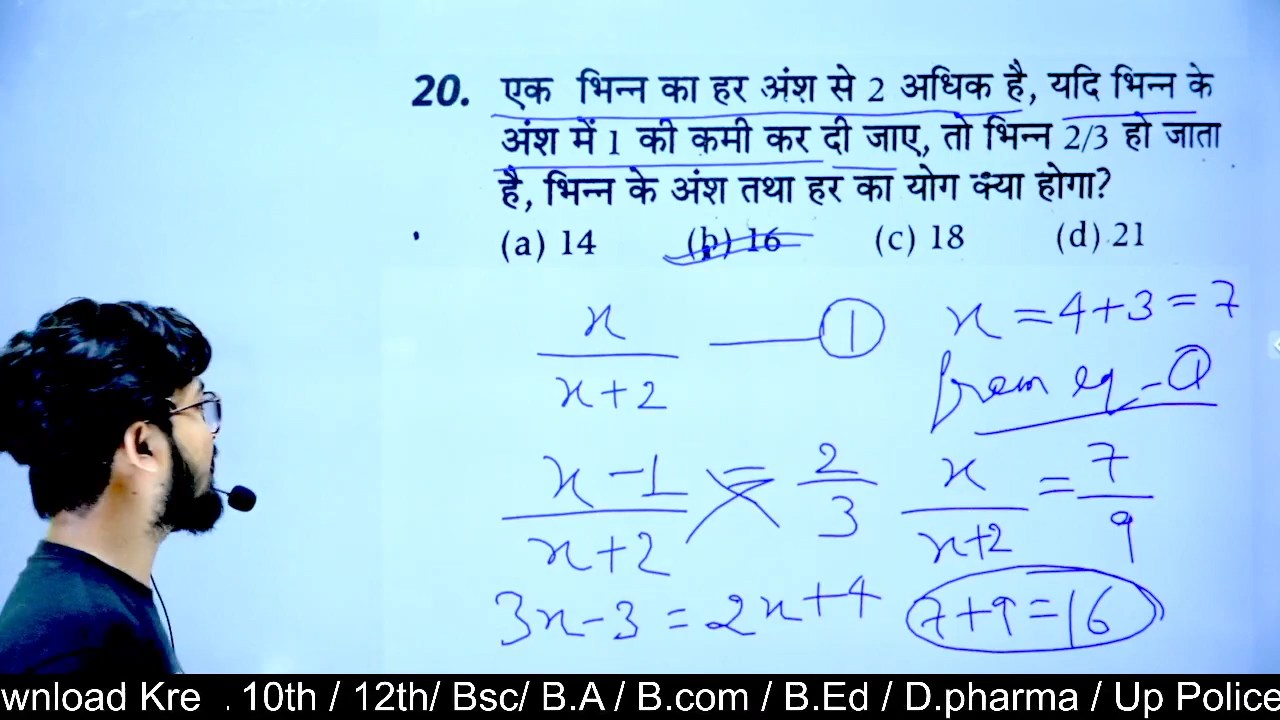 20. एक भिन्न का हर अंश से 2 अधिक है, यदि भिन्न के
अंश में 1 की कमी कर दी जाए, तो भिन्न 2/3 हो जाता
है, भिन्न के अंश तथा हर का योग क्या होगा?
(a) 14 (b) 16 (c) 18 (d) 21
x/x+2 — 1
x-1/x+2 = 2/3
3x-3 = 2x+4
x = 4+3 = 7
from eq - 1
x/x+2 = 7/9
7+9=16
wnload Kre . 10th / 12th/ Bsc/ B.A / B.com / B.Ed / D.pharma / Up Police